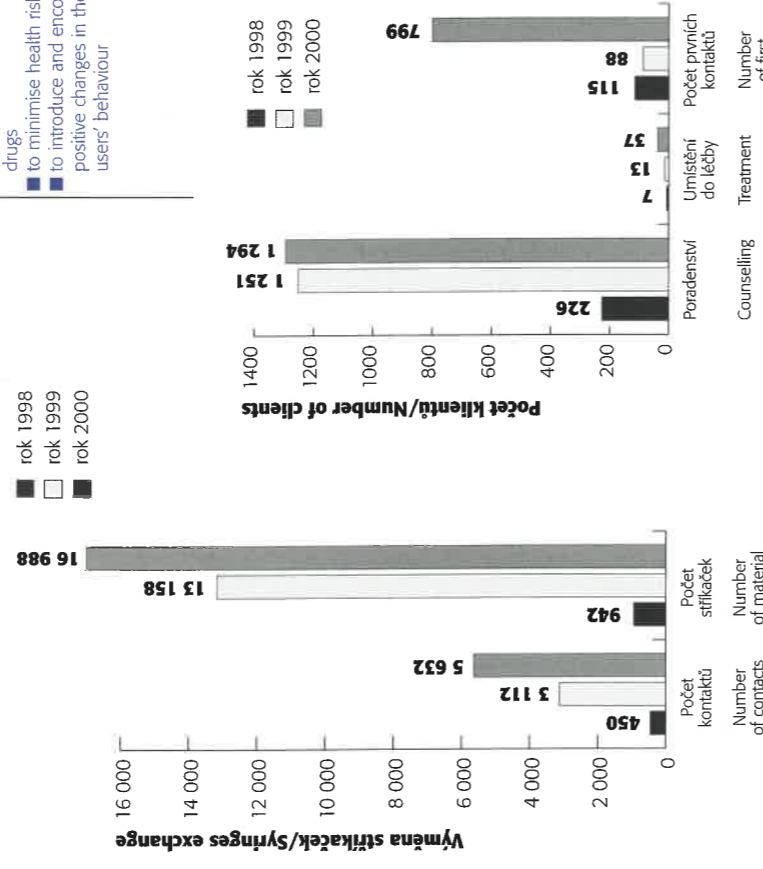 drugs
to minimise health risk
to introduce and enco
positive changes in the
users' behaviour
rok 1998
rok 1999
rok 2000
Výměna stříkaček/Syringes exchange
16 000
14 000
12 000
10 000
8 000
6 000
4 000
2 000
0
450
3 112
5 632
942
13 158
16 988
Počet
kontaktů
Number
of contacts
Počet
stříkaček
Number
of material
rok 1998
rok 1999
rok 2000
Počet klientů/Number of clients
1400
1200
1000
800
600
400
200
0
226
1 251
1 294
7
13
37
115
88
799
Poradenství
Counselling
Umístění
do léčby
Treatment
Počet prvních
kontaktů
Number
of first